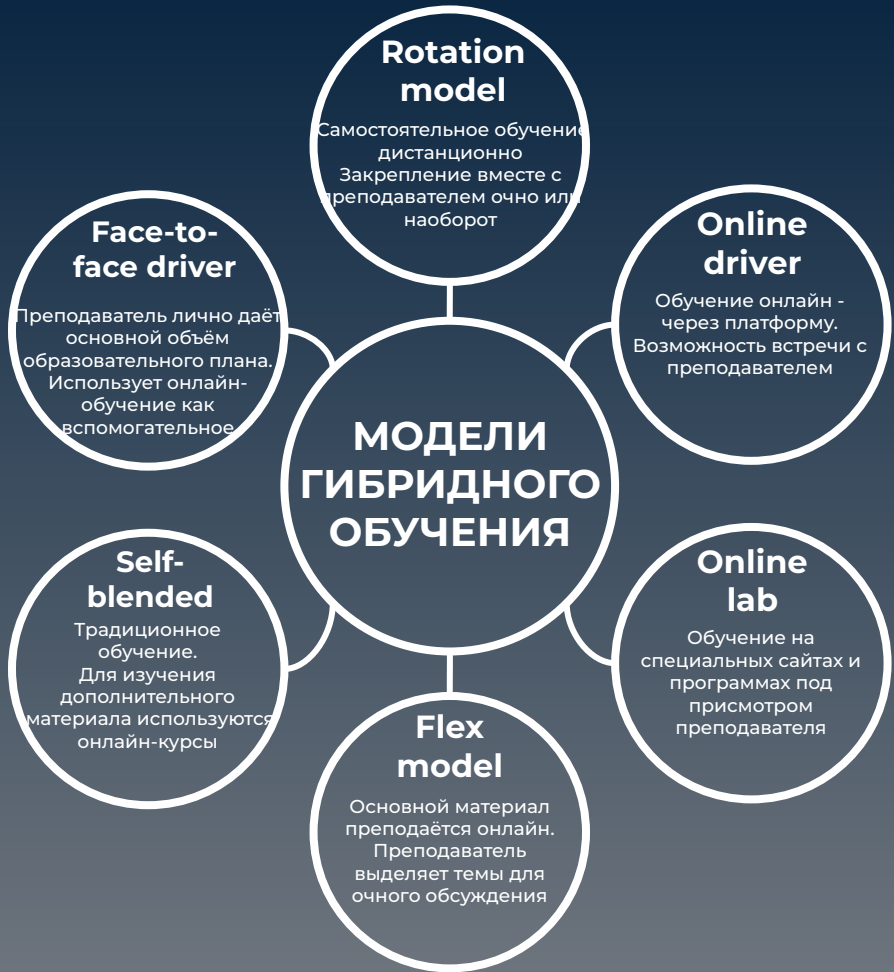 Rotation
model
Самостоятельное обучение
дистанционно
Закрепление вместе с
преподавателем очно или
наоборот
Face-to-
face driver
Преподаватель лично даёт
основной объём
образовательного плана.
Использует онлайн-
обучение как
вспомогательное
Online
driver
Обучение онлайн -
через платформу.
Возможность встречи с
преподавателем
МОДЕЛИ
ГИБРИДНОГО
ОБУЧЕНИЯ
Self-
blended
Традиционное
обучение.
Для изучения
дополнительного
материала используются
онлайн-курсы
Online
lab
Обучение на
специальных сайтах и
программах под
присмотром
преподавателя
Flex
model
Основной материал
преподаётся онлайн.
Преподаватель
выделяет темы для
очного обсуждения